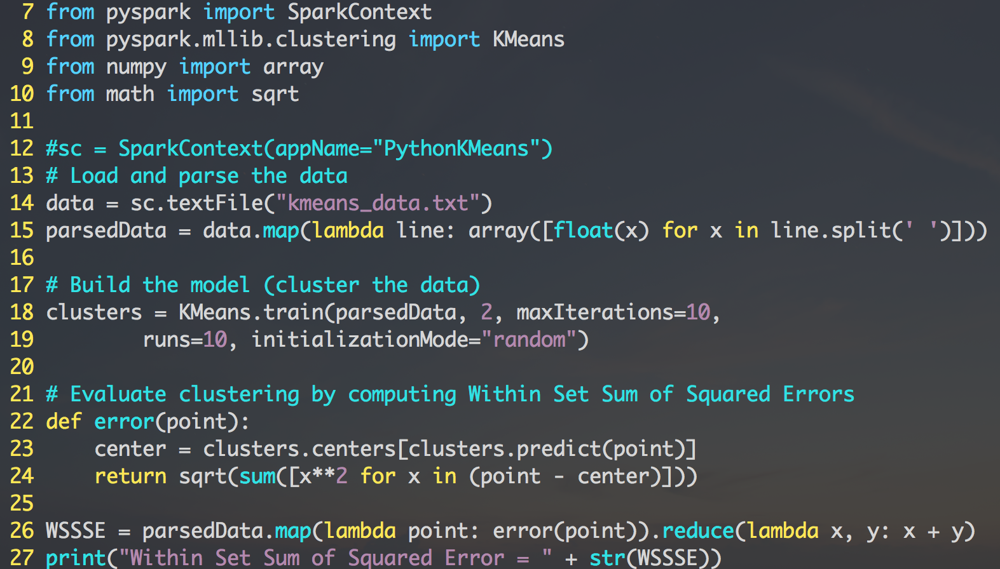 7 from pyspark import SparkContext
8 from pyspark.mllib.clustering import KMeans
9 from numpy import array
10 from math import sqrt
11
12 #sc = SparkContext(appName="PythonKMeans")
13 # Load and parse the data
14 data = sc.textFile("kmeans_data.txt")
15 parsedData = data.map(lambda line: array([float(x) for x in line.split(' ')]))
16
17 # Build the model (cluster the data)
18 clusters = KMeans.train(parsedData, 2, maxIterations=10,
19         runs=10, initializationMode="random")
20
21 # Evaluate clustering by computing Within Set Sum of Squared Errors
22 def error(point):
23     center = clusters.centers[clusters.predict(point)]
24     return sqrt(sum([x**2 for x in (point - center)]))
25
26 WSSSE = parsedData.map(lambda point: error(point)).reduce(lambda x, y: x + y)
27 print("Within Set Sum of Squared Error = " + str(WSSSE))